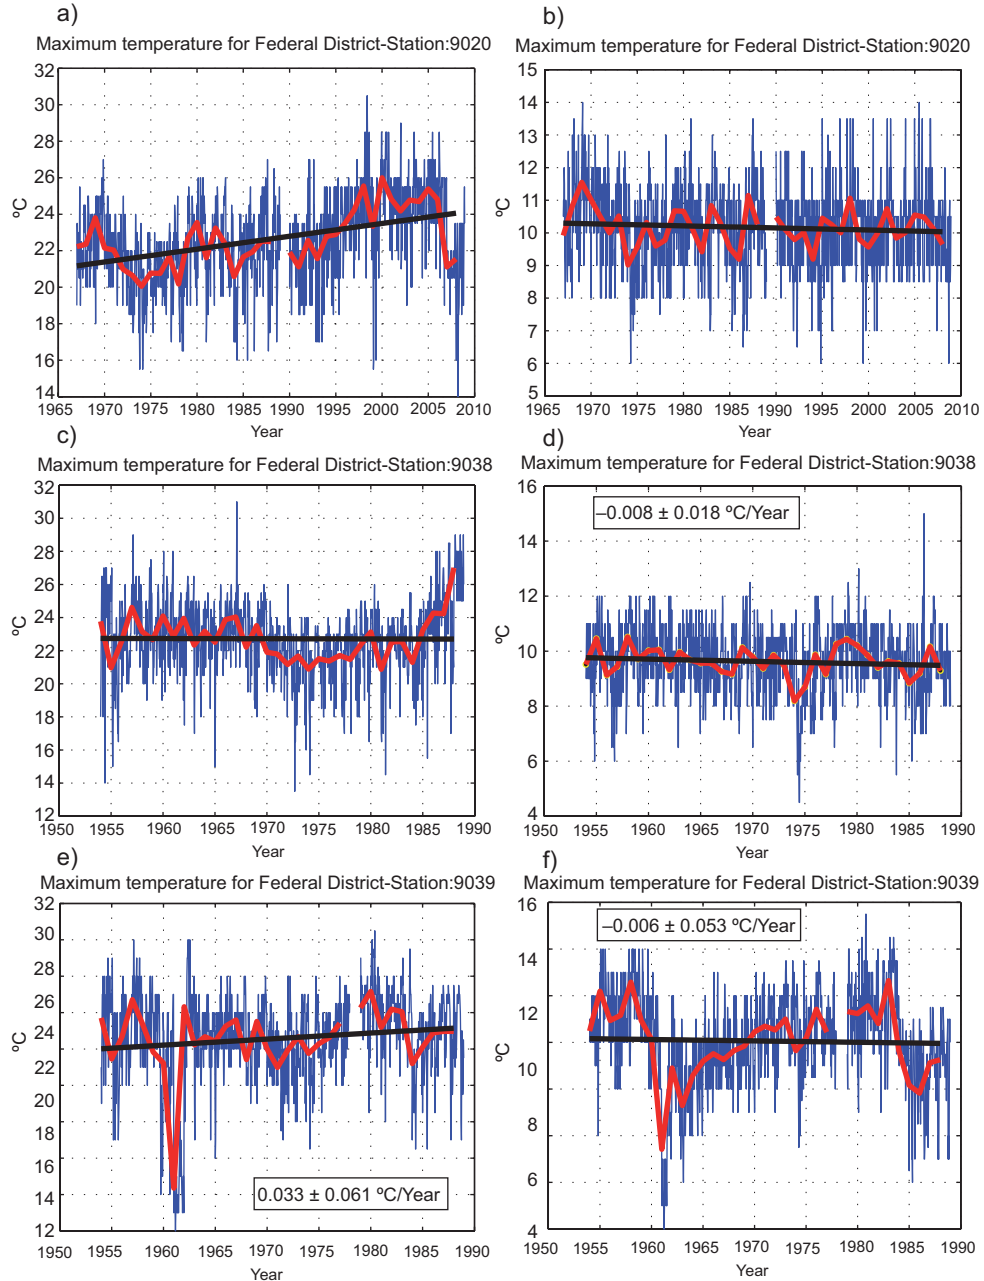 a)
Maximum temperature for Federal District-Station:9020
32
30
28
26
24
22
20
18
16
14
ºC
1965 1970 1975 1980 1985 1990 1995 2000 2005 2010
Year
b)
Maximum temperature for Federal District-Station:9020
15
14
13
12
11
10
9
8
7
6
5
ºC
1965 1970 1975 1980 1985 1990 1995 2000 2005 2010
Year
c)
Maximum temperature for Federal District-Station:9038
32
30
28
26
24
22
20
18
16
14
12
ºC
1950 1955 1960 1965 1970 1975 1980 1985 1990
Year
d)
Maximum temperature for Federal District-Station:9038
–0.008 ± 0.018 ºC/Year
16
14
12
10
8
6
4
ºC
1950 1955 1960 1965 1970 1975 1980 1985 1990
Year
e)
Maximum temperature for Federal District-Station:9039
32
30
28
26
24
22
20
18
16
14
12
ºC
0.033 ± 0.061 ºC/Year
1950 1955 1960 1965 1970 1975 1980 1985 1990
Year
f)
Maximum temperature for Federal District-Station:9039
–0.006 ± 0.053 ºC/Year
16
14
12
10
8
6
4
ºC
1950 1955 1960 1965 1970 1975 1980 1985 1990
Year